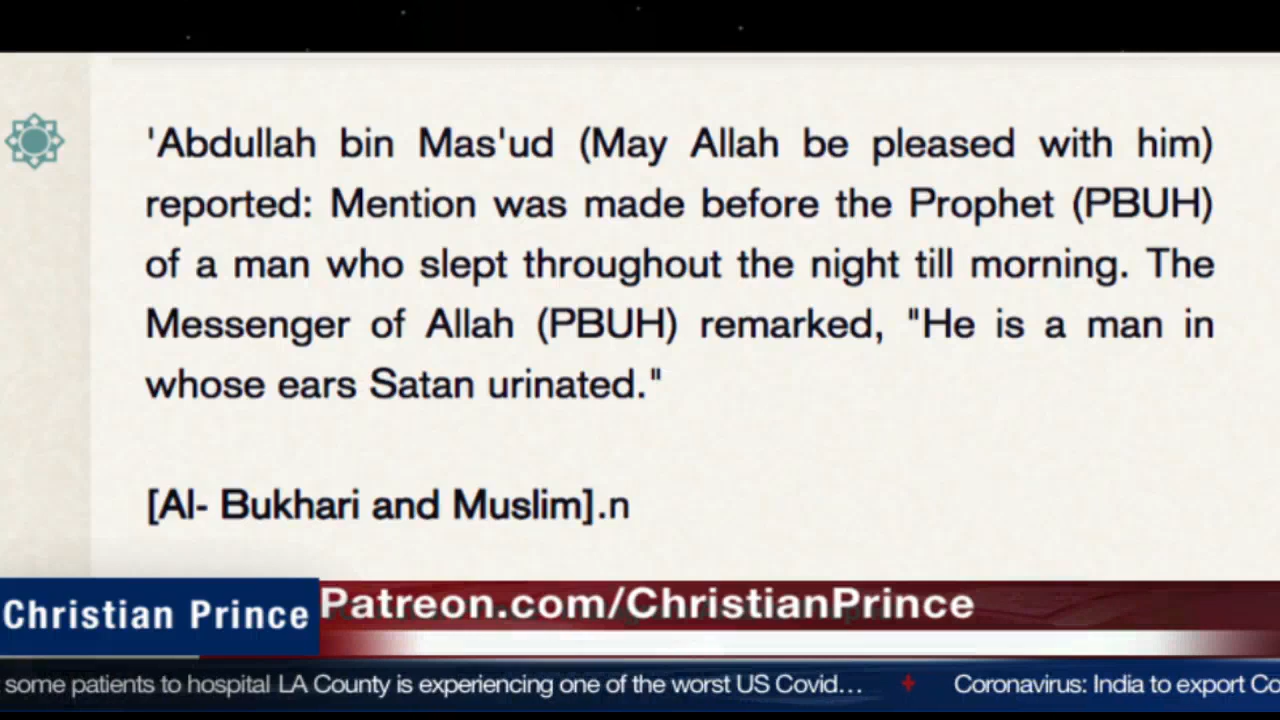 'Abdullah bin Mas'ud (May Allah be pleased with him)
reported: Mention was made before the Prophet (PBUH)
of a man who slept throughout the night till morning. The
Messenger of Allah (PBUH) remarked, "He is a man in
whose ears Satan urinated."
[Al- Bukhari and Muslim].n
Christian Prince
Patreon.com/ChristianPrince
some patients to hospital LA County is experiencing one of the worst US Covid... + Coronavirus: India to export Co